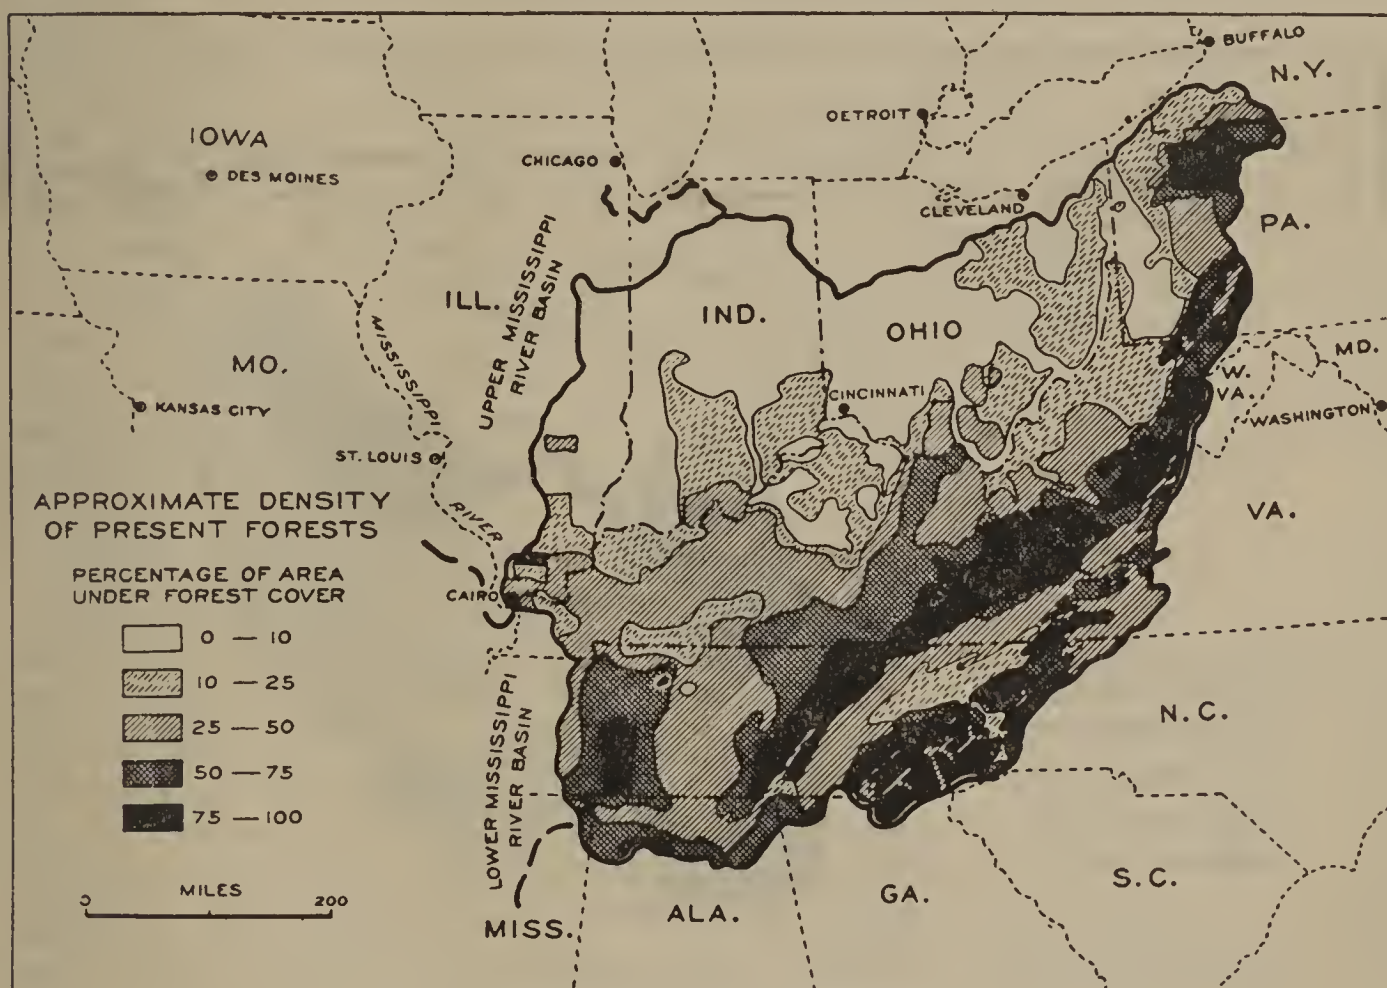 BUFFALO
N.Y.
DETROIT
IOWA
CHICAGO
DES MOINES
CLEVELAND
PA.
ILL.
UPPER MISSISSIPPI
RIVER BASIN
IND.
OHIO
MISSISSIPPI
RIVER
MO.
MD.
W.
VA.
CINCINNATI
KANSAS CITY
WASHINGTON
ST. LOUIS
APPROXIMATE DENSITY
OF PRESENT FORESTS
VA.
PERCENTAGE OF AREA
UNDER FOREST COVER
CAIRO
0 — 10
10 — 25
25 — 50
50 — 75
75 — 100
LOWER MISSISSIPPI
RIVER BASIN
N.C.
MILES
0 200
S.C.
GA.
ALA.
MISS.